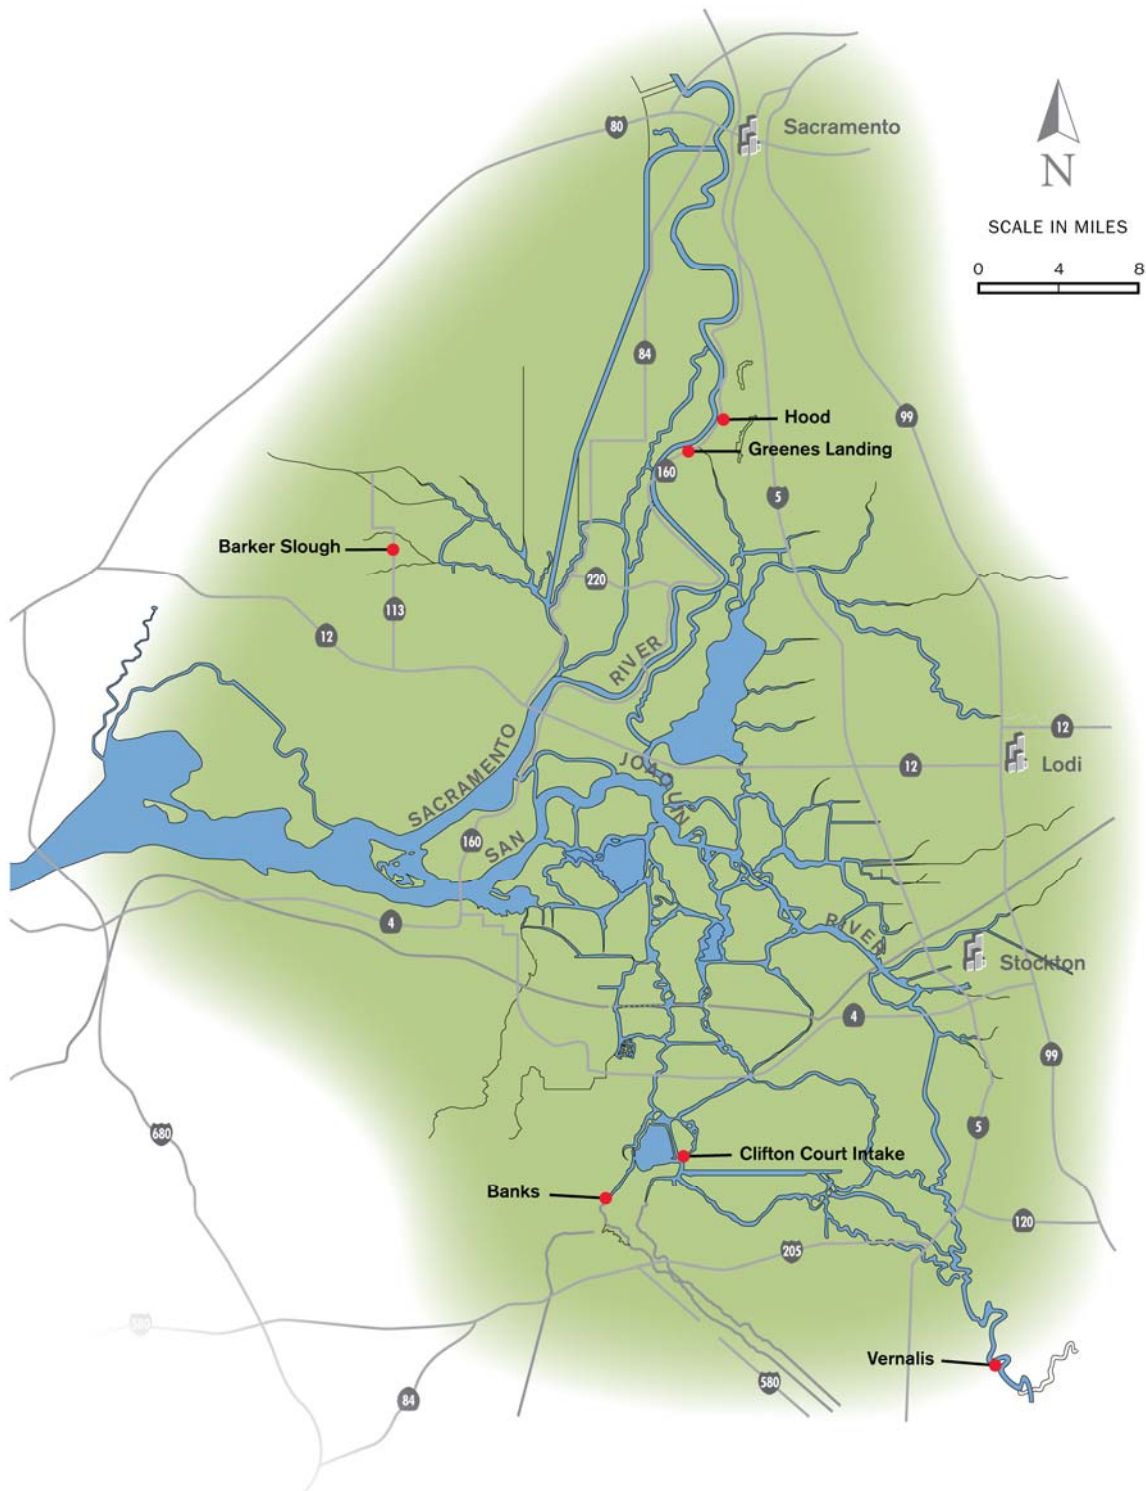 80
Sacramento
N
SCALE IN MILES
0 4 8
84
Hood
99
Greenes Landing
160
5
Barker Slough
220
113
12
RIVER
12
SACRAMENTO
JOAQUIN
12
Lodi
160
SAN
4
RIVER
Stockton
4
99
680
5
Clifton Court Intake
Banks
120
205
580
Vernalis
580
84